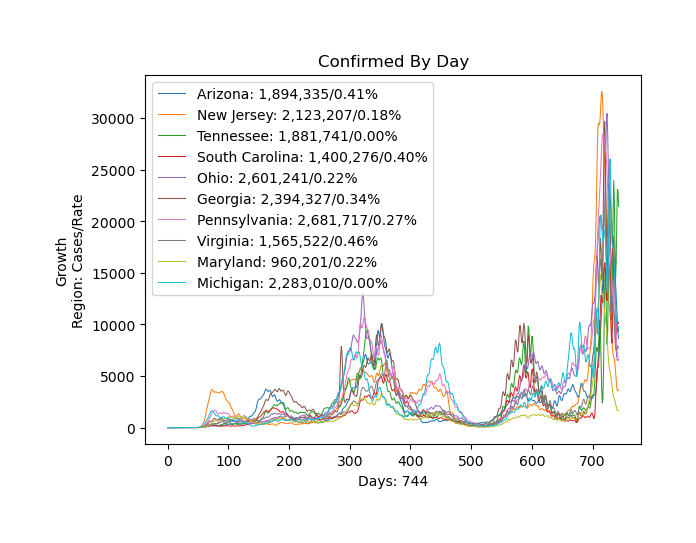 Confirmed By Day
Growth
Region: Cases/Rate
30000
25000
20000
15000
10000
5000
0
Arizona: 1,894,335/0.41%
New Jersey: 2,123,207/0.18%
Tennessee: 1,881,741/0.00%
South Carolina: 1,400,276/0.40%
Ohio: 2,601,241/0.22%
Georgia: 2,394,327/0.34%
Pennsylvania: 2,681,717/0.27%
Virginia: 1,565,522/0.46%
Maryland: 960,201/0.22%
Michigan: 2,283,010/0.00%
0 100 200 300 400 500 600 700
Days: 744